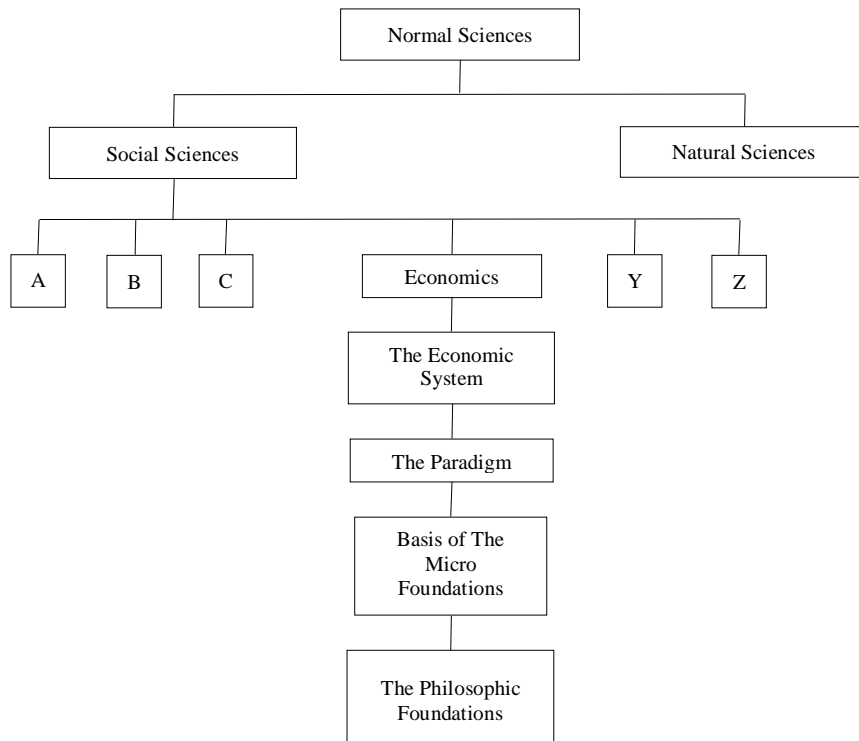 Normal Sciences
Social Sciences
Natural Sciences
A
B
C
Economics
Y
Z
The Economic
System
The Paradigm
Basis of The
Micro
Foundations
The Philosophic
Foundations